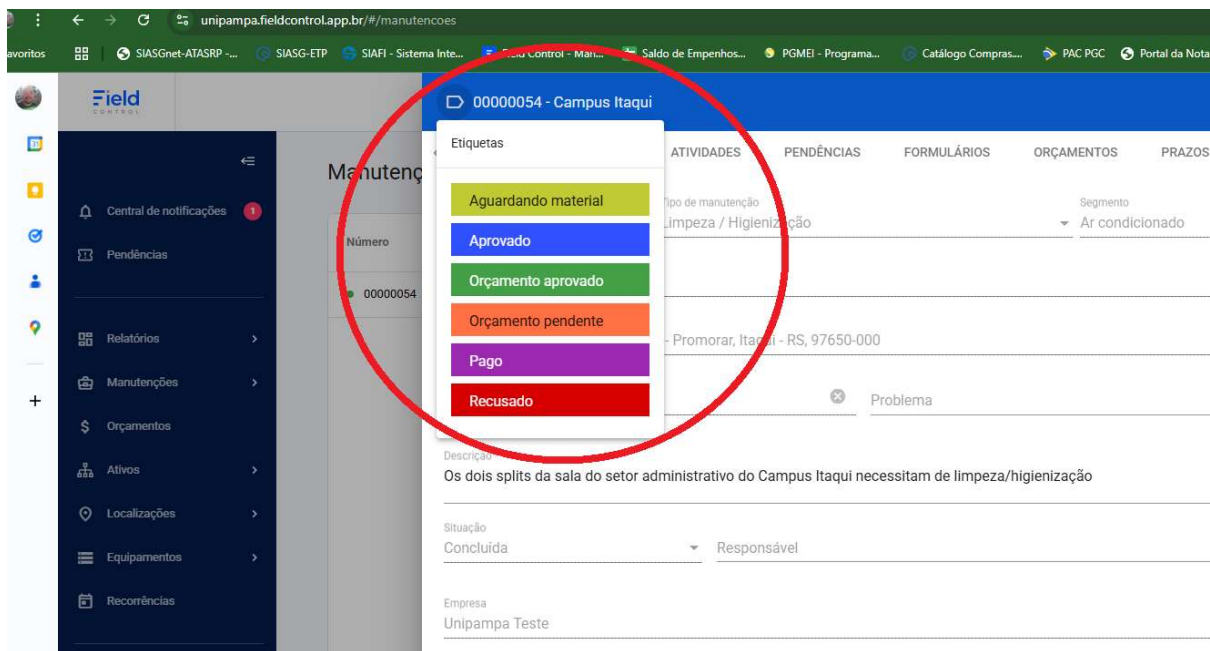 unipampa.fieldcontrol.app.br/#/manutencoes
avoritos SIASGnet-ATASRP -... SIASG-ETP SIAFI - Sistema Inte... Field Control - Man... Saldo de Empenhos... PGMEI - Programa... Catálogo Compras.... PAC PGC Portal da Nota
Field
CONTROL
00000054 - Campus Itaqui
Etiquetas
ATIVIDADES PENDÊNCIAS FORMULÁRIOS ORÇAMENTOS PRAZOS
Manutenç
Aguardando material
Aprovado
Orçamento aprovado
Orçamento pendente
Pago
Recusado
Tipo de manutenção
Limpeza / Higienização
Segmento
Ar condicionado
Central de notificações 1
Pendências
Número
00000054
Relatórios
Manutenções
Orçamentos
Ativos
Localizações
Equipamentos
Recorrências
31
- Promorar, Itaqui - RS, 97650-000
Problema
Descrição
Os dois splits da sala do setor administrativo do Campus Itaqui necessitam de limpeza/higienização
Situação
Concluída
Responsável
Empresa
Unipampa Teste